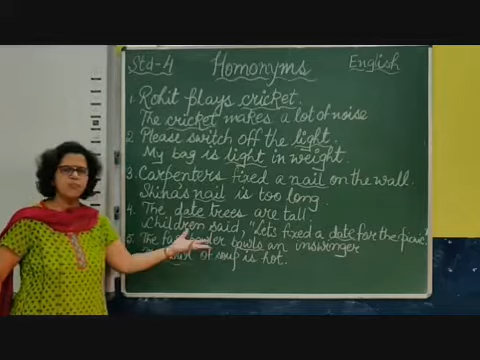 Std-4 Homonyms English
1. Rohit plays cricket.
The cricket makes a lot of noise
2. Please switch off the light.
My bag is light in weight.
3. Carpenters fixed a nail on the wall.
Shikha's nail is too long.
4. The date trees are tall.
Children said, "Let's fixed a date for the picnic."
5. The fast bowler bowls an inswinger
bowl of soup is hot.